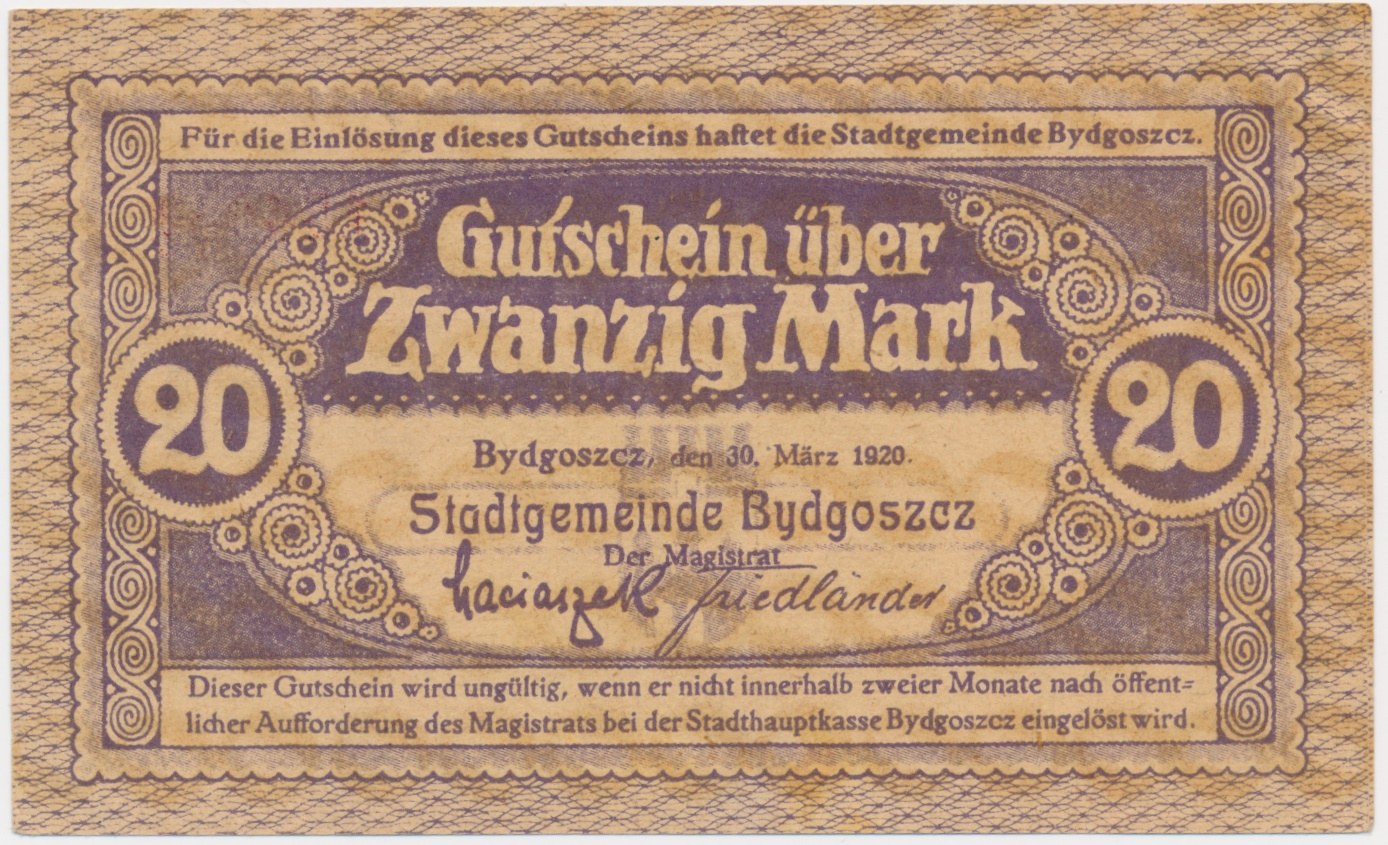 Für die Einlösung dieses Gutscheins haftet die Stadtgemeinde Bydgoszcz.
Gutschein über
Zwanzig Mark
20
20
Bydgoszcz, den 30. März 1920.
Stadtgemeinde Bydgoszcz
Der Magistrat
Maciaszek Friedländer
Dieser Gutschein wird ungültig, wenn er nicht innerhalb zweier Monate nach öffent=
licher Aufforderung des Magistrats bei der Stadthauptkasse Bydgoszcz eingelöst wird.